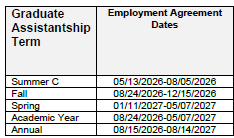 Graduate Assistantship Term	Employment Agreement Dates
Summer C	05/13/2026-08/05/2026
Fall	08/24/2026-12/15/2026
Spring	01/11/2027-05/07/2027
Academic Year	08/24/2026-05/07/2027
Annual	08/15/2026-08/14/2027